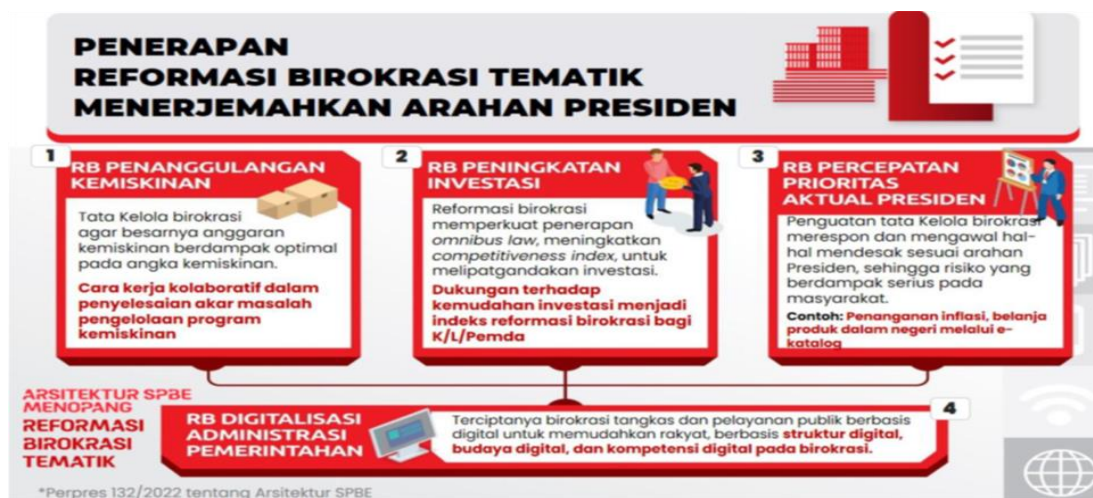 PENERAPAN
REFORMASI BIROKRASI TEMATIK
MENERJEMAHKAN ARAHAN PRESIDEN
1
RB PENANGGULANGAN
KEMISKINAN
Tata Kelola birokrasi
agar besarnya anggaran
kemiskinan berdampak optimal
pada angka kemiskinan.
Cara kerja kolaboratif dalam
penyelesaian akar masalah
pengelolaan program
kemiskinan
2
RB PENINGKATAN
INVESTASI
Reformasi birokrasi
memperkuat penerapan
omnibus law, meningkatkan
competitiveness index, untuk
melipatgandakan investasi.
Dukungan terhadap
kemudahan investasi menjadi
indeks reformasi birokrasi bagi
K/L/Pemda
3
RB PERCEPATAN
PRIORITAS
AKTUAL PRESIDEN
Penguatan tata Kelola birokrasi
merespon dan mengawal hal-
hal mendesak sesuai arahan
Presiden, sehingga risiko yang
berdampak serius pada
masyarakat.
Contoh: Penanganan inflasi, belanja
produk dalam negeri melalui e-
katalog
ARSITEKTUR SPBE
MENOPANG
REFORMASI
BIROKRASI
TEMATIK
RB DIGITALISASI
ADMINISTRASI
PEMERINTAHAN
4
Terciptanya birokrasi tangkas dan pelayanan publik berbasis
digital untuk memudahkan rakyat, berbasis struktur digital,
budaya digital, dan kompetensi digital pada birokrasi.
*Perpres 132/2022 tentang Arsitektur SPBE